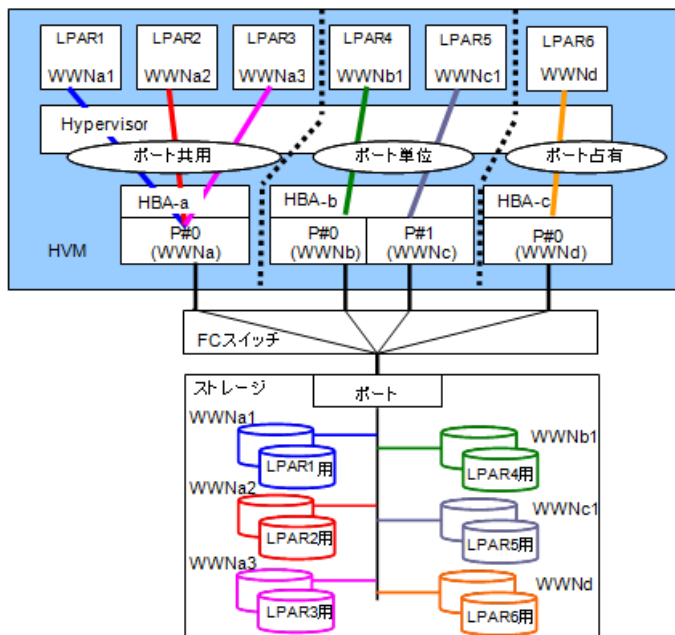 LPAR1
LPAR2
LPAR3
LPAR4
LPAR5
LPAR6
WWNa1
WWNa2
WWNa3
WWNb1
WWNc1
WWNd
Hypervisor
ポート共用
ポート単位
ポート占有
HBA-a
HBA-b
HBA-c
P#0
(WWNa)
P#0
(WWNb)
P#1
(WWNc)
P#0
(WWNd)
HVM
FCスイッチ
ストレージ
ポート
WWNa1
LPAR1用
WWNb1
LPAR4用
WWNa2
LPAR2用
WWNc1
LPAR5用
WWNa3
LPAR3用
WWNd
LPAR6用